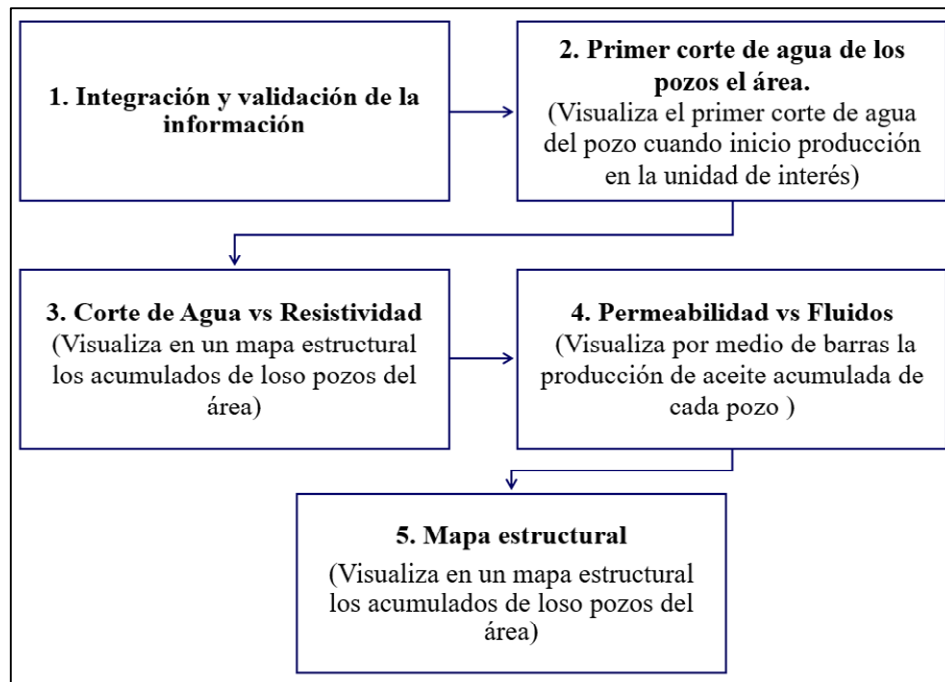 1. Integración y validación de la
información
2. Primer corte de agua de los
pozos el área.
(Visualiza el primer corte de agua
del pozo cuando inicio producción
en la unidad de interés)
3. Corte de Agua vs Resistividad
(Visualiza en un mapa estructural
los acumulados de loso pozos del
área)
4. Permeabilidad vs Fluidos
(Visualiza por medio de barras la
producción de aceite acumulada de
cada pozo )
5. Mapa estructural
(Visualiza en un mapa estructural
los acumulados de loso pozos del
área)